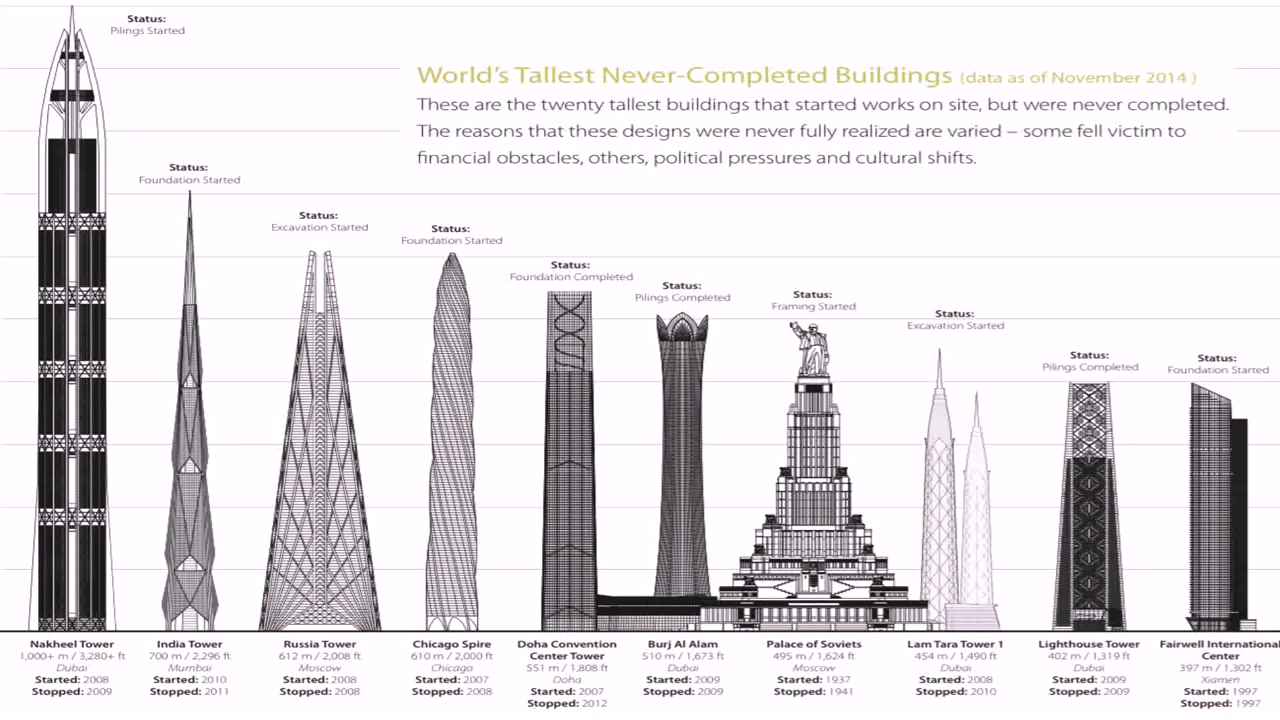 World's Tallest Never-Completed Buildings (data as of November 2014 )
These are the twenty tallest buildings that started works on site, but were never completed.
The reasons that these designs were never fully realized are varied – some fell victim to
financial obstacles, others, political pressures and cultural shifts.
Status:
Pilings Started
Status:
Foundation Started
Status:
Excavation Started
Status:
Foundation Started
Status:
Foundation Completed
Status:
Pilings Completed
Status:
Framing Started
Status:
Excavation Started
Status:
Pilings Completed
Status:
Foundation Started
Nakheel Tower
1,000+ m / 3,280+ ft
Dubai
Started: 2008
Stopped: 2009
India Tower
700 m / 2,296 ft
Mumbai
Started: 2010
Stopped: 2011
Russia Tower
612 m / 2,008 ft
Moscow
Started: 2008
Stopped: 2008
Chicago Spire
610 m / 2,000 ft
Chicago
Started: 2007
Stopped: 2008
Doha Convention
Center Tower
551 m / 1,808 ft
Doha
Started: 2007
Stopped: 2012
Burj Al Alam
510 m / 1,673 ft
Dubai
Started: 2009
Stopped: 2009
Palace of Soviets
495 m / 1,624 ft
Moscow
Started: 1937
Stopped: 1941
Lam Tara Tower 1
454 m / 1,490 ft
Dubai
Started: 2008
Stopped: 2010
Lighthouse Tower
402 m / 1,319 ft
Dubai
Started: 2009
Stopped: 2009
Fairwell International
Center
397 m / 1,302 ft
Xiamen
Started: 1997
Stopped: 1997